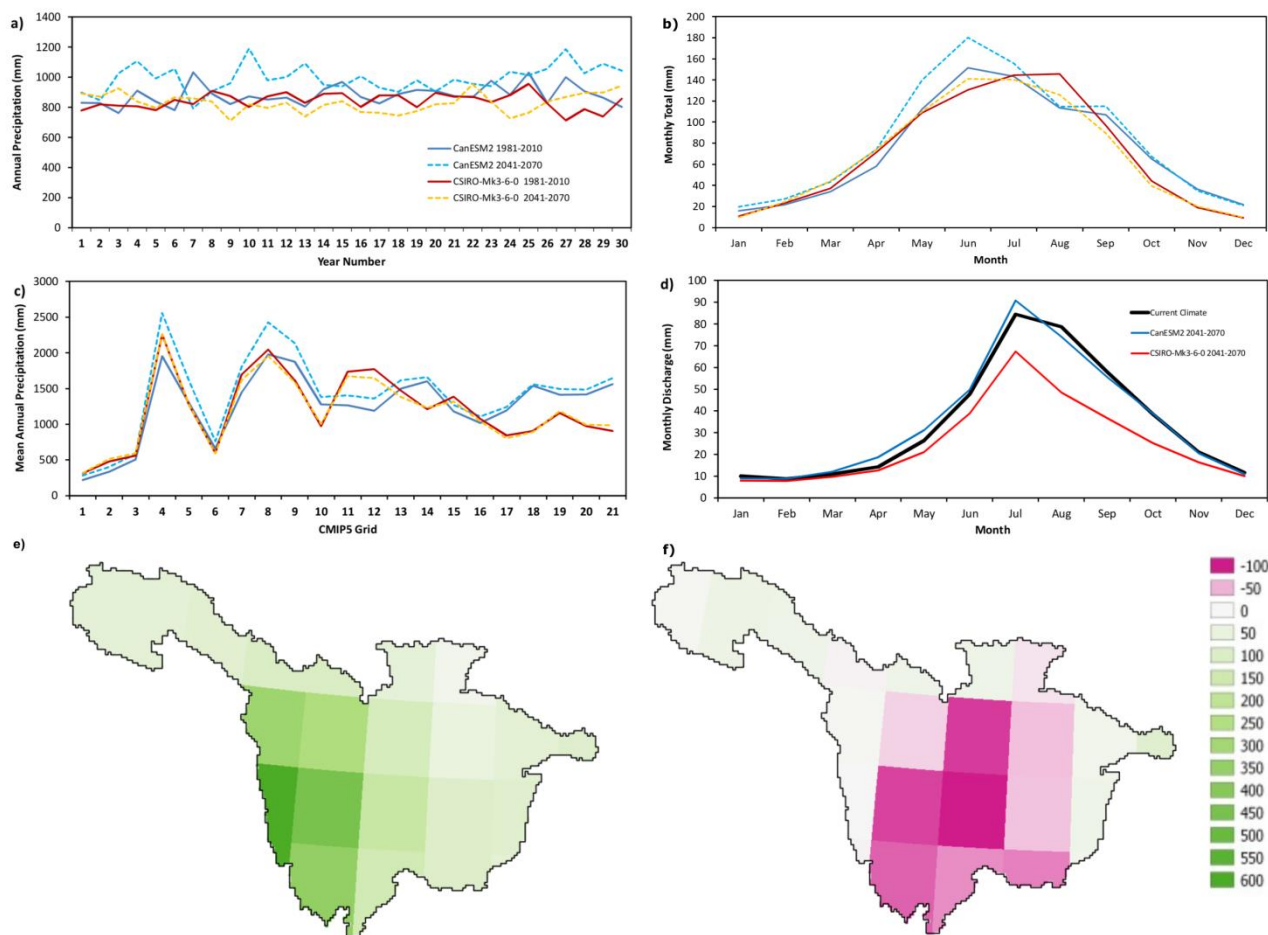 a)
Annual Precipitation (mm)
1400
1200
1000
800
600
400
200
0
CanESM2 1981-2010
CanESM2 2041-2070
CSIRO-Mk3-6-0 1981-2010
CSIRO-Mk3-6-0 2041-2070
1 2 3 4 5 6 7 8 9 10 11 12 13 14 15 16 17 18 19 20 21 22 23 24 25 26 27 28 29 30
Year Number
b)
Monthly Total (mm)
200
180
160
140
120
100
80
60
40
20
0
Jan Feb Mar Apr May Jun Jul Aug Sep Oct Nov Dec
Month
c)
Mean Annual Precipitation (mm)
3000
2500
2000
1500
1000
500
0
1 2 3 4 5 6 7 8 9 10 11 12 13 14 15 16 17 18 19 20 21
CMIP5 Grid
d)
Monthly Discharge (mm)
100
90
80
70
60
50
40
30
20
10
0
Current Climate
CanESM2 2041-2070
CSIRO-Mk3-6-0 2041-2070
Jan Feb Mar Apr May Jun Jul Aug Sep Oct Nov Dec
Month
e)
f)
-100
-50
0
50
100
150
200
250
300
350
400
450
500
550
600